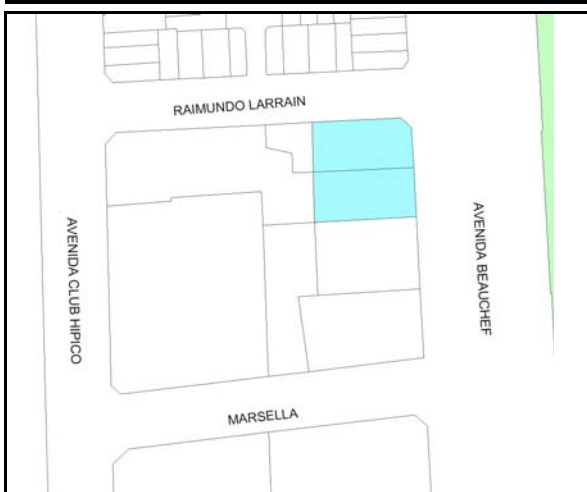 RAIMUNDO LARRAIN
AVENIDA CLUB HIPICO
AVENIDA BEAUCHEF
MARSELLA